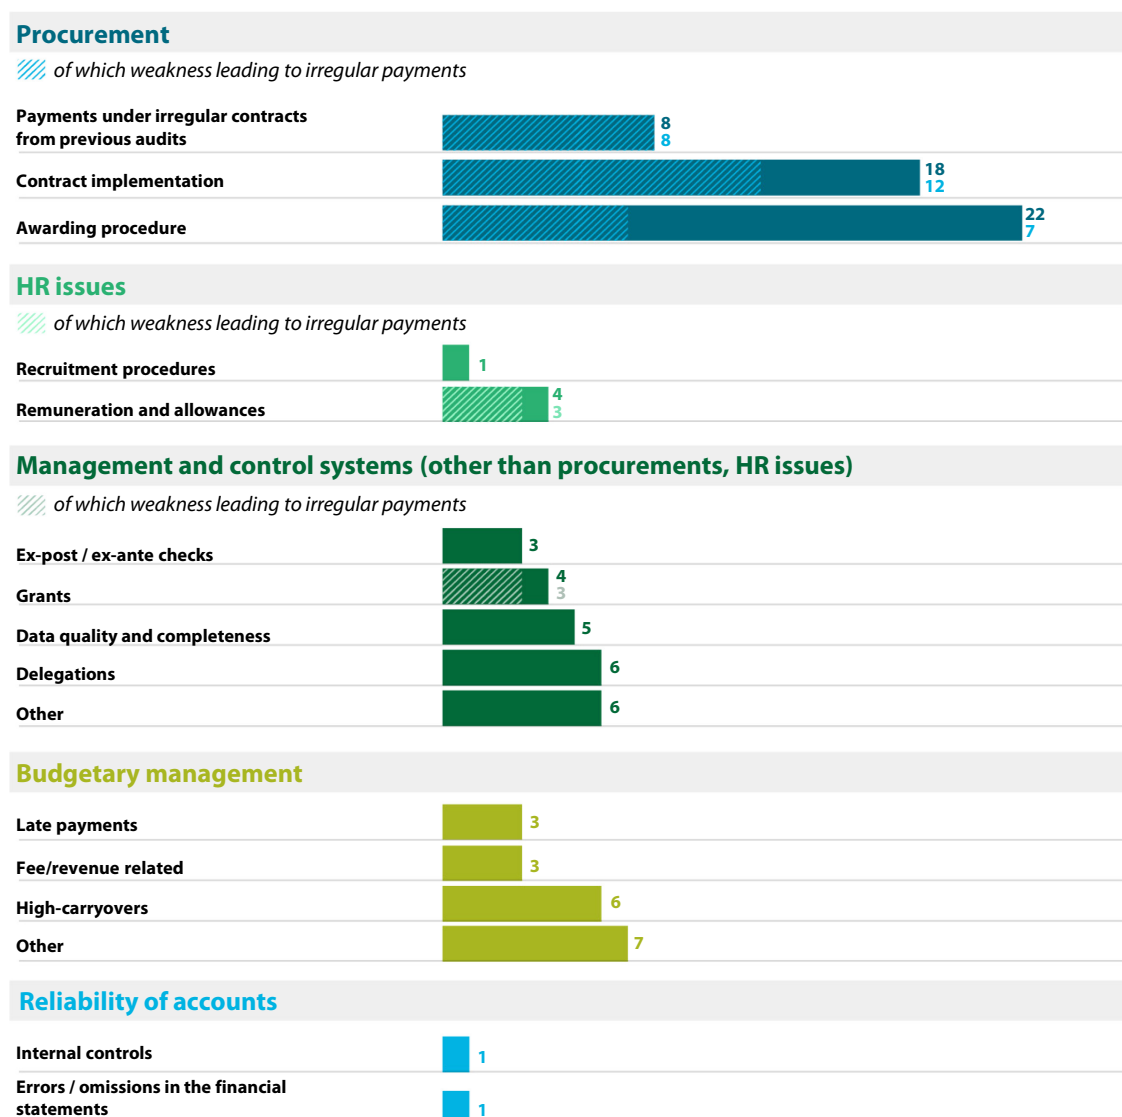 Procurement
of which weakness leading to irregular payments
Payments under irregular contracts
from previous audits
8
8
Contract implementation
18
12
Awarding procedure
22
7
HR issues
of which weakness leading to irregular payments
Recruitment procedures
1
Remuneration and allowances
4
3
Management and control systems (other than procurements, HR issues)
of which weakness leading to irregular payments
Ex-post / ex-ante checks
3
Grants
4
3
Data quality and completeness
5
Delegations
6
Other
6
Budgetary management
Late payments
3
Fee/revenue related
3
High-carryovers
6
Other
7
Reliability of accounts
Internal controls
1
Errors / omissions in the financial
statements
1